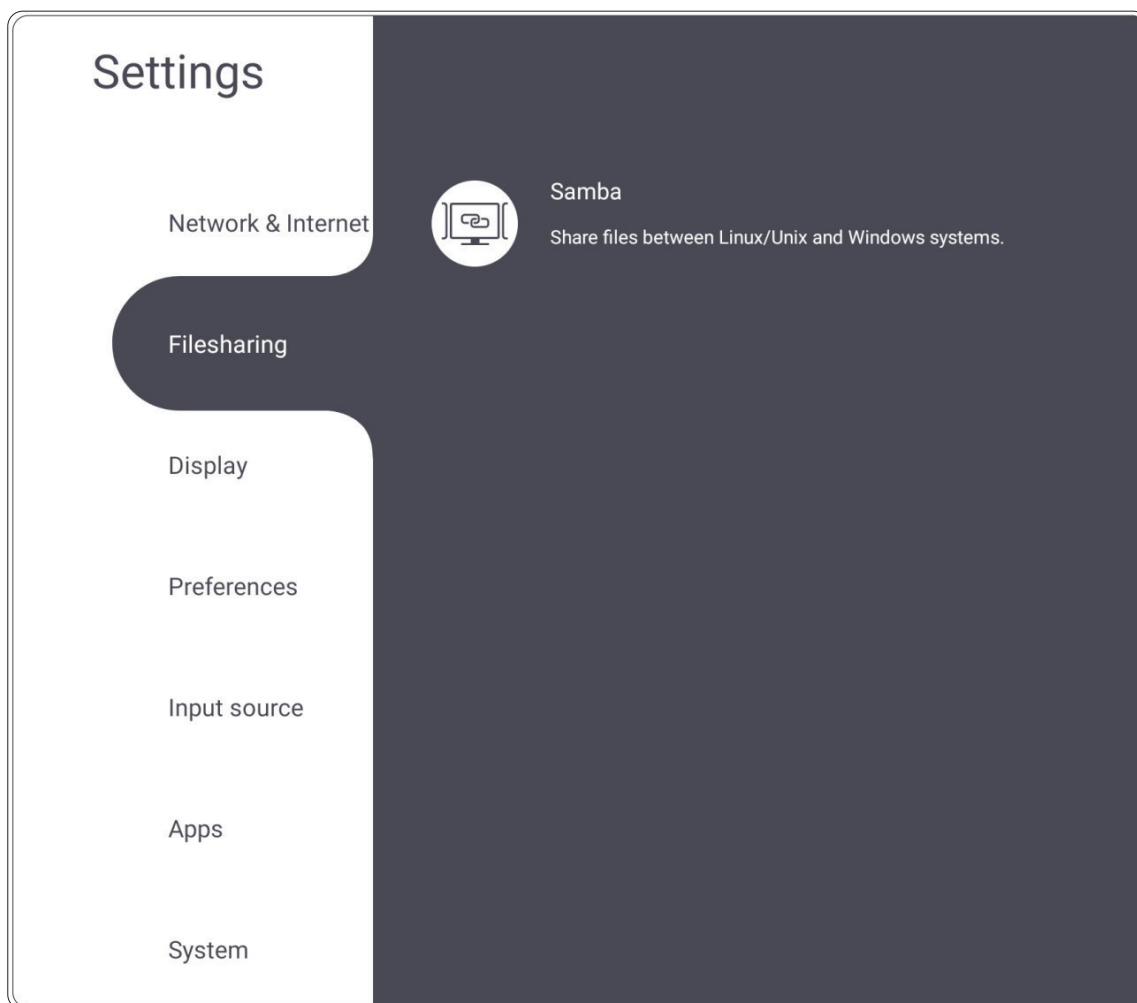 Settings
Network & Internet
Filesharing
Display
Preferences
Input source
Apps
System
Samba
Share files between Linux/Unix and Windows systems.